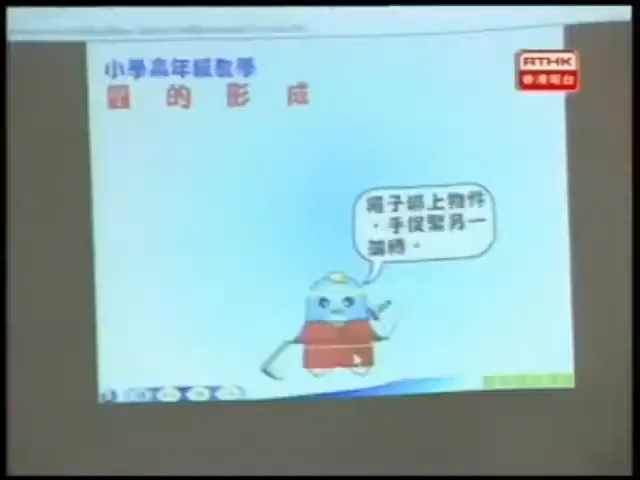 小學高年級數學
圓的形成
RTHK
香港電台
繩子綁上物件
，手捉緊另一
端時。